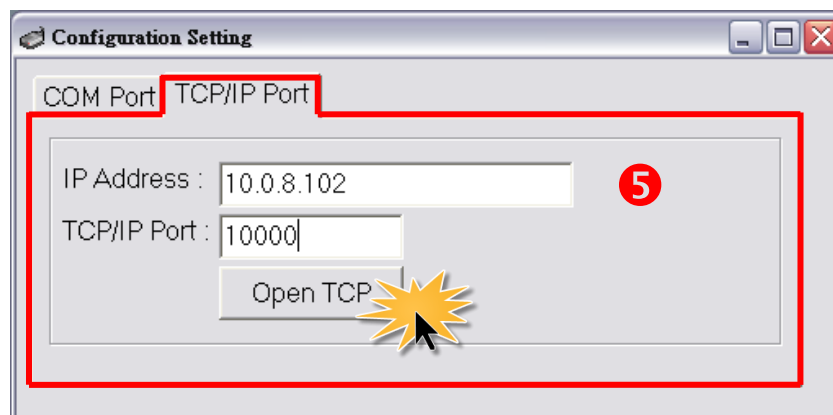 Configuration Setting
COM Port TCP/IP Port
IP Address : 10.0.8.102
5
TCP/IP Port : 10000
Open TCP